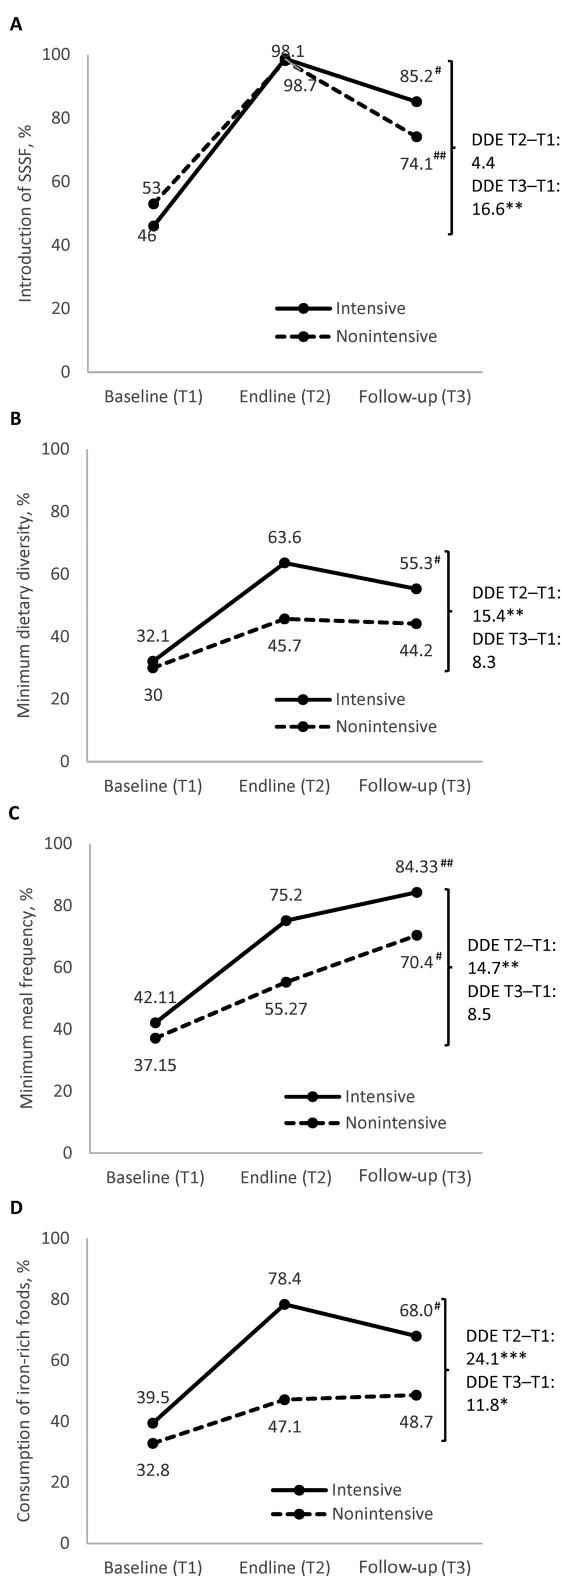 A
100
80
60
40
20
0
Introduction of SSSF, %
53
46
98.1
98.7
85.2#
74.1##
DDE T2–T1:
4.4
DDE T3–T1:
16.6**
Intensive
Nonintensive
Baseline (T1) Endline (T2) Follow-up (T3)
B
100
80
60
40
20
0
Minimum dietary diversity, %
32.1
30
63.6
45.7
55.3#
44.2
DDE T2–T1:
15.4**
DDE T3–T1:
8.3
Intensive
Nonintensive
Baseline (T1) Endline (T2) Follow-up (T3)
C
100
80
60
40
20
0
Minimum meal frequency, %
42.11
37.15
75.2
55.27
84.33##
70.4#
DDE T2–T1:
14.7**
DDE T3–T1:
8.5
Intensive
Nonintensive
Baseline (T1) Endline (T2) Follow-up (T3)
D
100
80
60
40
20
0
Consumption of iron-rich foods, %
39.5
32.8
78.4
47.1
68.0#
48.7
DDE T2–T1:
24.1***
DDE T3–T1:
11.8*
Intensive
Nonintensive
Baseline (T1) Endline (T2) Follow-up (T3)